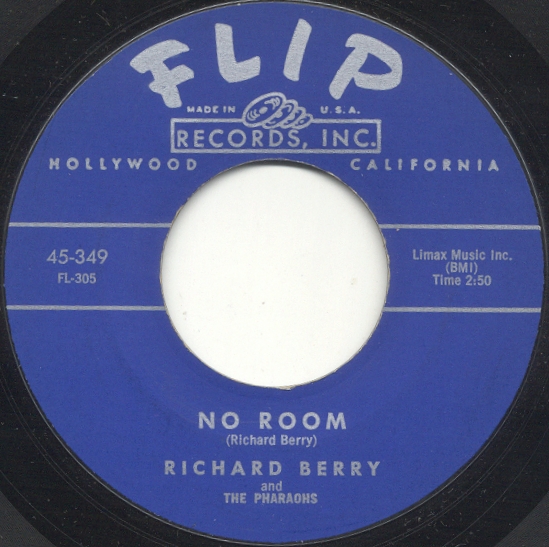 FLIP
MADE IN U.S.A.
RECORDS, INC.
HOLLYWOOD CALIFORNIA
45-349
FL-305
Limax Music Inc.
(BMI)
Time 2:50
NO ROOM
(Richard Berry)
RICHARD BERRY
and
THE PHARAOHS